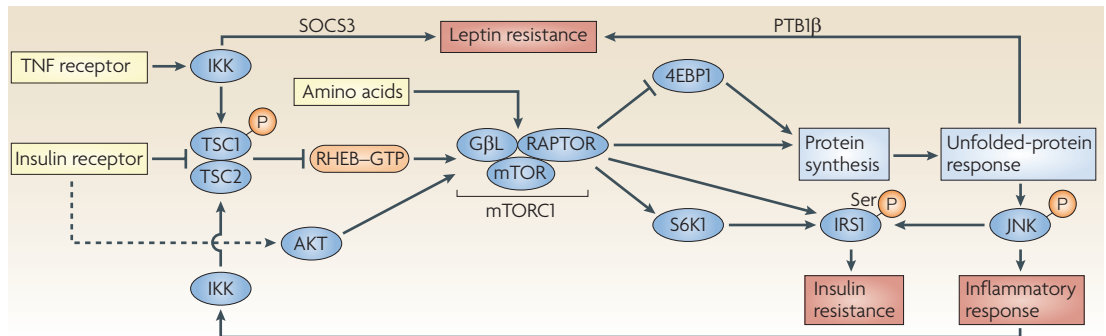 SOCS3
PTB1β
Leptin resistance
TNF receptor
IKK
4EBP1
Amino acids
P
TSC1
GβL
RAPTOR
Protein
synthesis
Unfolded-protein
response
Insulin receptor
RHEB–GTP
TSC2
mTOR
mTORC1
Ser
P
P
S6K1
IRS1
JNK
AKT
IKK
Insulin
resistance
Inflammatory
response